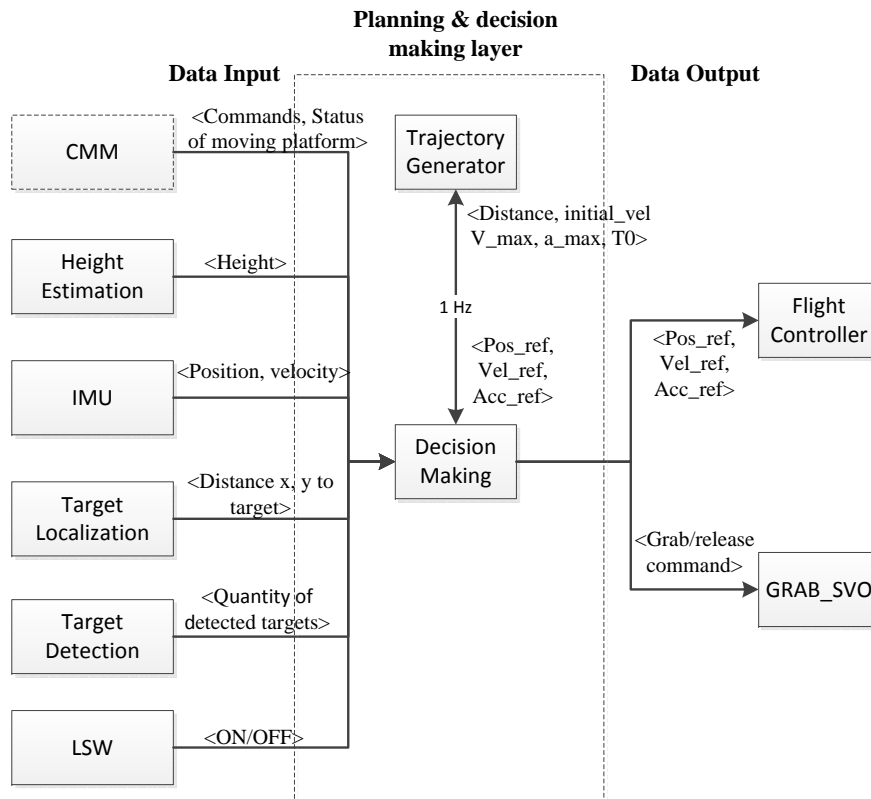 Planning & decision
making layer
Data Input
Data Output
<Commands, Status
of moving platform>
CMM
Trajectory
Generator
<Distance, initial_vel
V_max, a_max, T0>
Height
Estimation
<Height>
1 Hz
Flight
Controller
<Pos_ref,
Vel_ref,
Acc_ref>
<Pos_ref,
Vel_ref,
Acc_ref>
IMU
<Position, velocity>
Decision
Making
Target
Localization
<Distance x, y to
target>
<Grab/release
command>
GRAB_SVO
Target
Detection
<Quantity of
detected targets>
LSW
<ON/OFF>